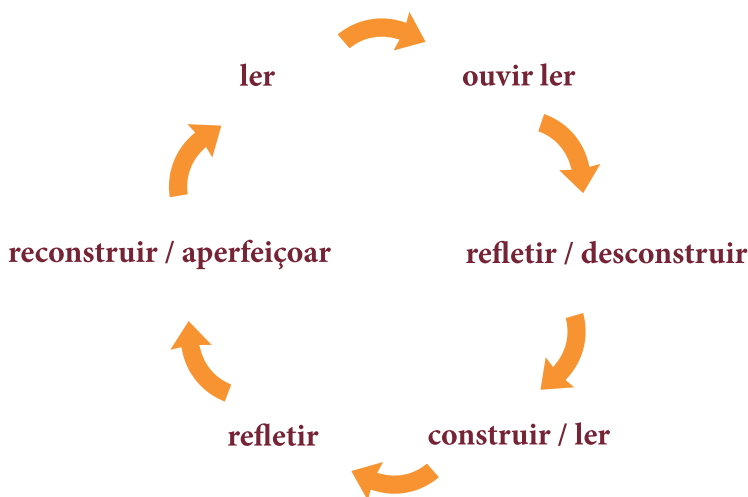 ler
ouvir ler
reconstruir / aperfeiçoar
refletir / desconstruir
refletir
construir / ler